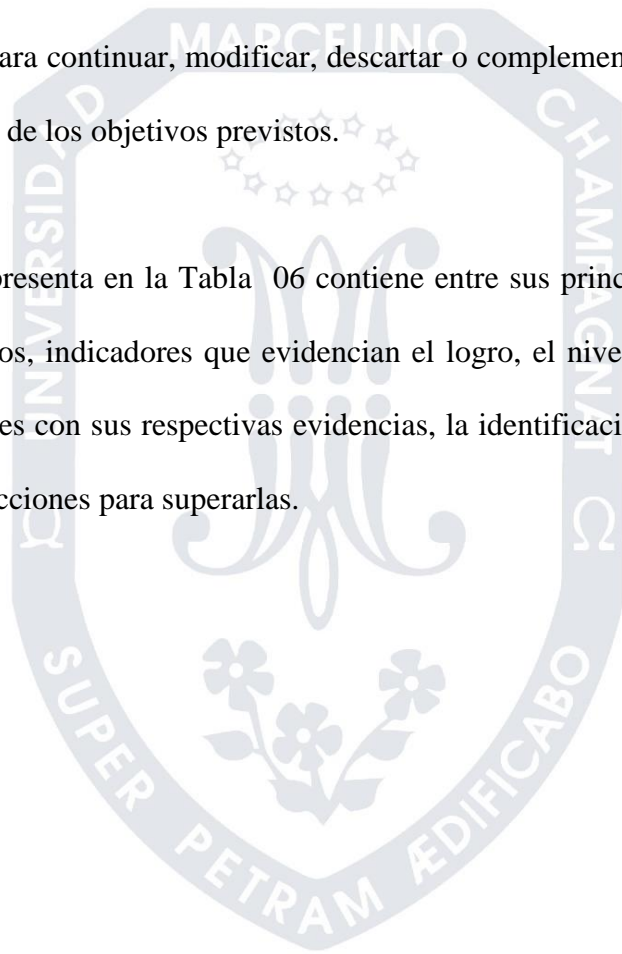 ara continuar, modificar, descartar o complemen
de los objetivos previstos.
presenta en la Tabla 06 contiene entre sus princ
os, indicadores que evidencian el logro, el nive
es con sus respectivas evidencias, la identificaci
cciones para superarlas.
UNIVERSIDAD MARCELINO CHAMPAGNAT
SUPER PETRAM ÆDIFICABO